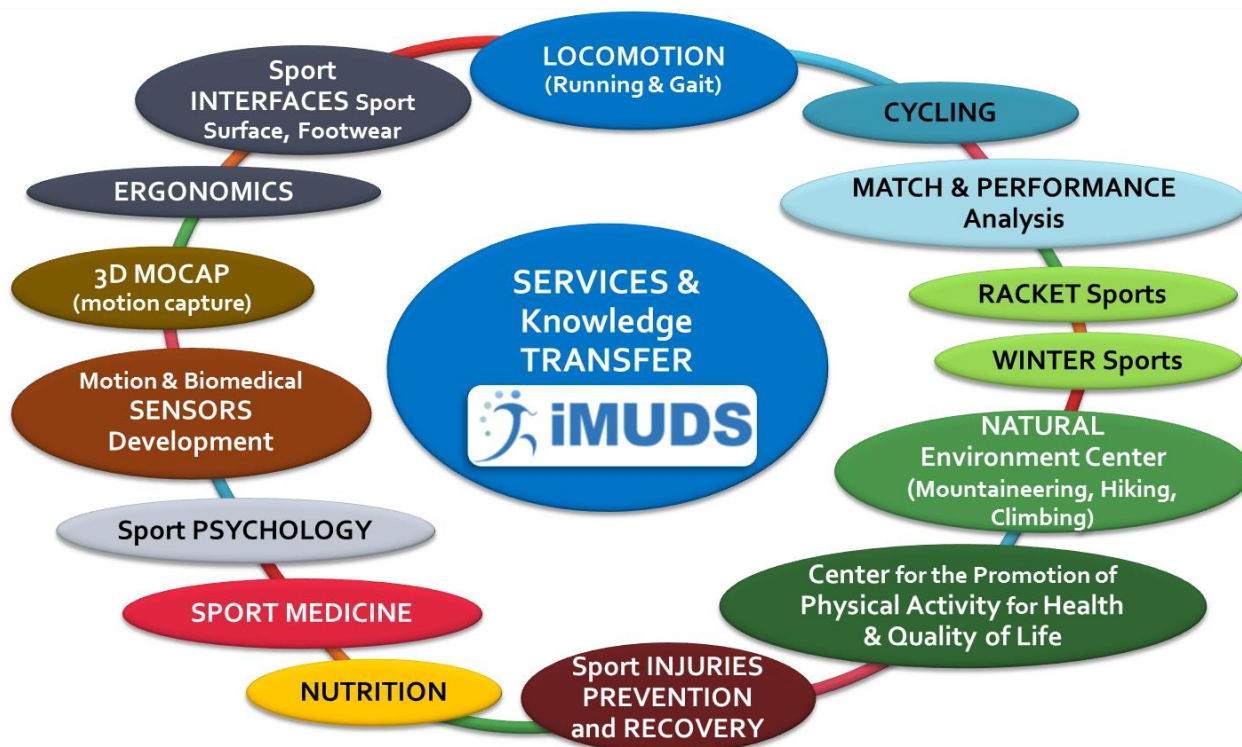 LOCOMOTION
(Running & Gait)
CYCLING
MATCH & PERFORMANCE
Analysis
RACKET Sports
WINTER Sports
NATURAL
Environment Center
(Mountaineering, Hiking,
Climbing)
Center for the Promotion of
Physical Activity for Health
& Quality of Life
Sport INJURIES
PREVENTION
and RECOVERY
NUTRITION
SPORT MEDICINE
Sport PSYCHOLOGY
Motion & Biomedical
SENSORS
Development
3D MOCAP
(motion capture)
ERGONOMICS
Sport
INTERFACES Sport
Surface, Footwear
SERVICES &
Knowledge
TRANSFER
iMUDS